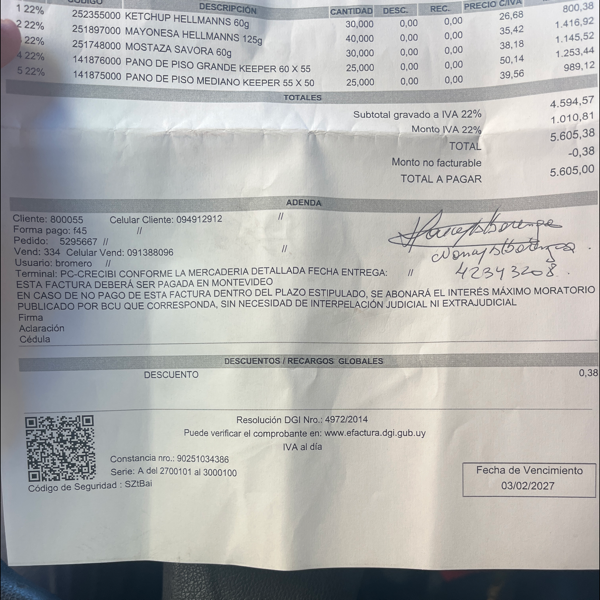 CÓDIGO DESCRIPCIÓN CANTIDAD DESC. REC. PRECIO C/IVA
1 22% 252355000 KETCHUP HELLMANNS 60g 30,000 0,00 0,00 26,68 800,38
2 22% 251897000 MAYONESA HELLMANNS 125g 40,000 0,00 0,00 35,42 1.416,92
22% 251748000 MOSTAZA SAVORA 60g 30,000 0,00 0,00 38,18 1.145,52
4 22% 141876000 PANO DE PISO GRANDE KEEPER 60 X 55 25,000 0,00 0,00 50,14 1.253,44
5 22% 141875000 PANO DE PISO MEDIANO KEEPER 55 X 50 25,000 0,00 0,00 39,56 989,12
TOTALES
Subtotal gravado a IVA 22% 4.594,57
Monto IVA 22% 1.010,81
TOTAL 5.605,38
Monto no facturable -0,38
TOTAL A PAGAR 5.605,00
ADENDA
Cliente: 800055 Celular Cliente: 094912912 //
Forma pago: f45 //
Pedido: 5295667 //
Vend: 334 Celular Vend: 091388096 //
Usuario: bromero //
Terminal: PC-CRECIBI CONFORME LA MERCADERIA DETALLADA FECHA ENTREGA: //
42343208.
ESTA FACTURA DEBERÁ SER PAGADA EN MONTEVIDEO
EN CASO DE NO PAGO DE ESTA FACTURA DENTRO DEL PLAZO ESTIPULADO, SE ABONARÁ EL INTERÉS MÁXIMO MORATORIO
PUBLICADO POR BCU QUE CORRESPONDA, SIN NECESIDAD DE INTERPELACIÓN JUDICIAL NI EXTRAJUDICIAL
Firma
Aclaración
Cédula
DESCUENTOS / RECARGOS GLOBALES
DESCUENTO 0,38
Resolución DGI Nro.: 4972/2014
Puede verificar el comprobante en: www.efactura.dgi.gub.uy
IVA al día
Constancia nro.: 90251034386
Serie: A del 2700101 al 3000100
Código de Seguridad : SZtBai
Fecha de Vencimiento
03/02/2027